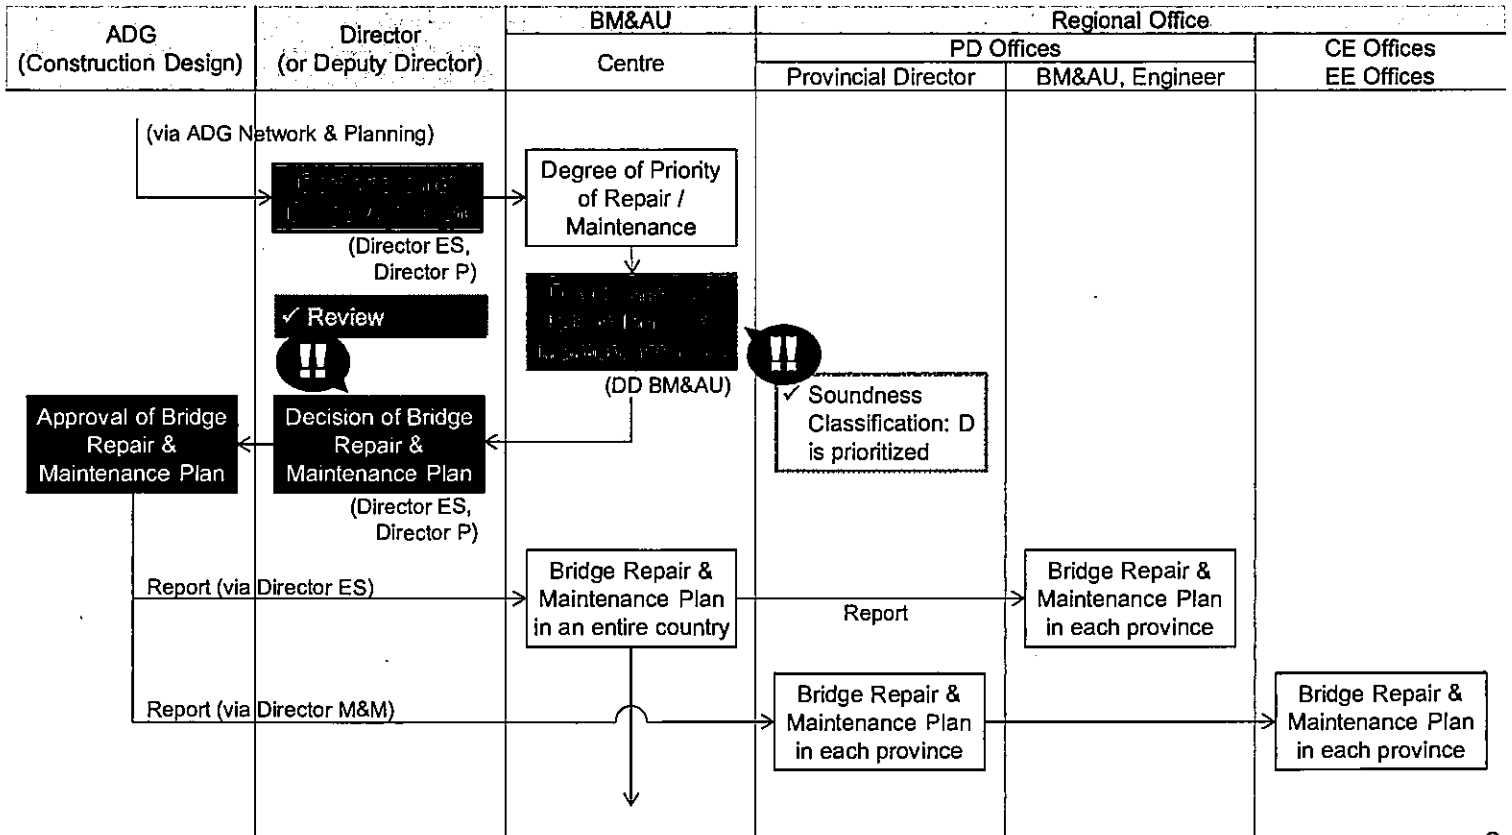 ADG
(Construction Design)
Director
(or Deputy Director)
BM&AU
Centre
Regional Office
PD Offices
Provincial Director
BM&AU, Engineer
CE Offices
EE Offices
(via ADG Network & Planning)
Degree of Priority
of Repair /
Maintenance
(Director ES,
Director P)
✓ Review
!!
!!
(DD BM&AU)
✓ Soundness
Classification: D
is prioritized
Approval of Bridge
Repair &
Maintenance Plan
Decision of Bridge
Repair &
Maintenance Plan
(Director ES,
Director P)
Report (via Director ES)
Bridge Repair &
Maintenance Plan
in an entire country
Report
Bridge Repair &
Maintenance Plan
in each province
Report (via Director M&M)
Bridge Repair &
Maintenance Plan
in each province
Bridge Repair &
Maintenance Plan
in each province